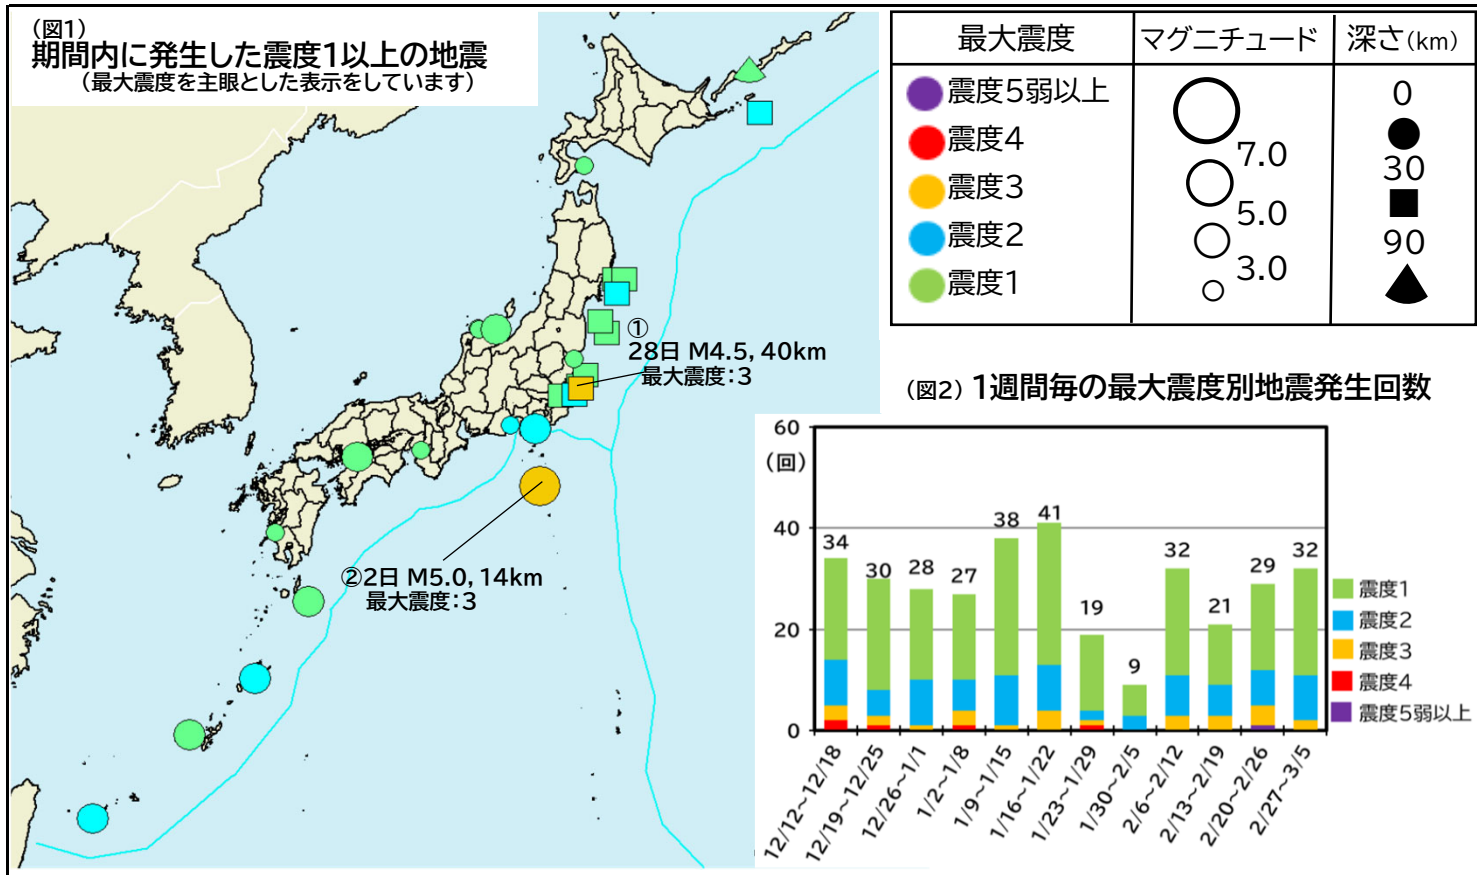 （図1）
期間内に発生した震度1以上の地震
（最大震度を主眼とした表示をしています）
①
28日 M4.5, 40km
最大震度：3
②2日 M5.0, 14km
最大震度：3
最大震度 マグニチュード 深さ（km）
震度5弱以上
震度4
震度3
震度2
震度1
7.0
5.0
3.0
0
30
90
（図2）1週間毎の最大震度別地震発生回数
60
（回）
40
20
0
34
30
28
27
38
41
19
9
32
21
29
32
12/12~12/18
12/19~12/25
12/26~1/1
1/2~1/8
1/9~1/15
1/16~1/22
1/23~1/29
1/30~2/5
2/6~2/12
2/13~2/19
2/20~2/26
2/27~3/5
震度1
震度2
震度3
震度4
震度5弱以上